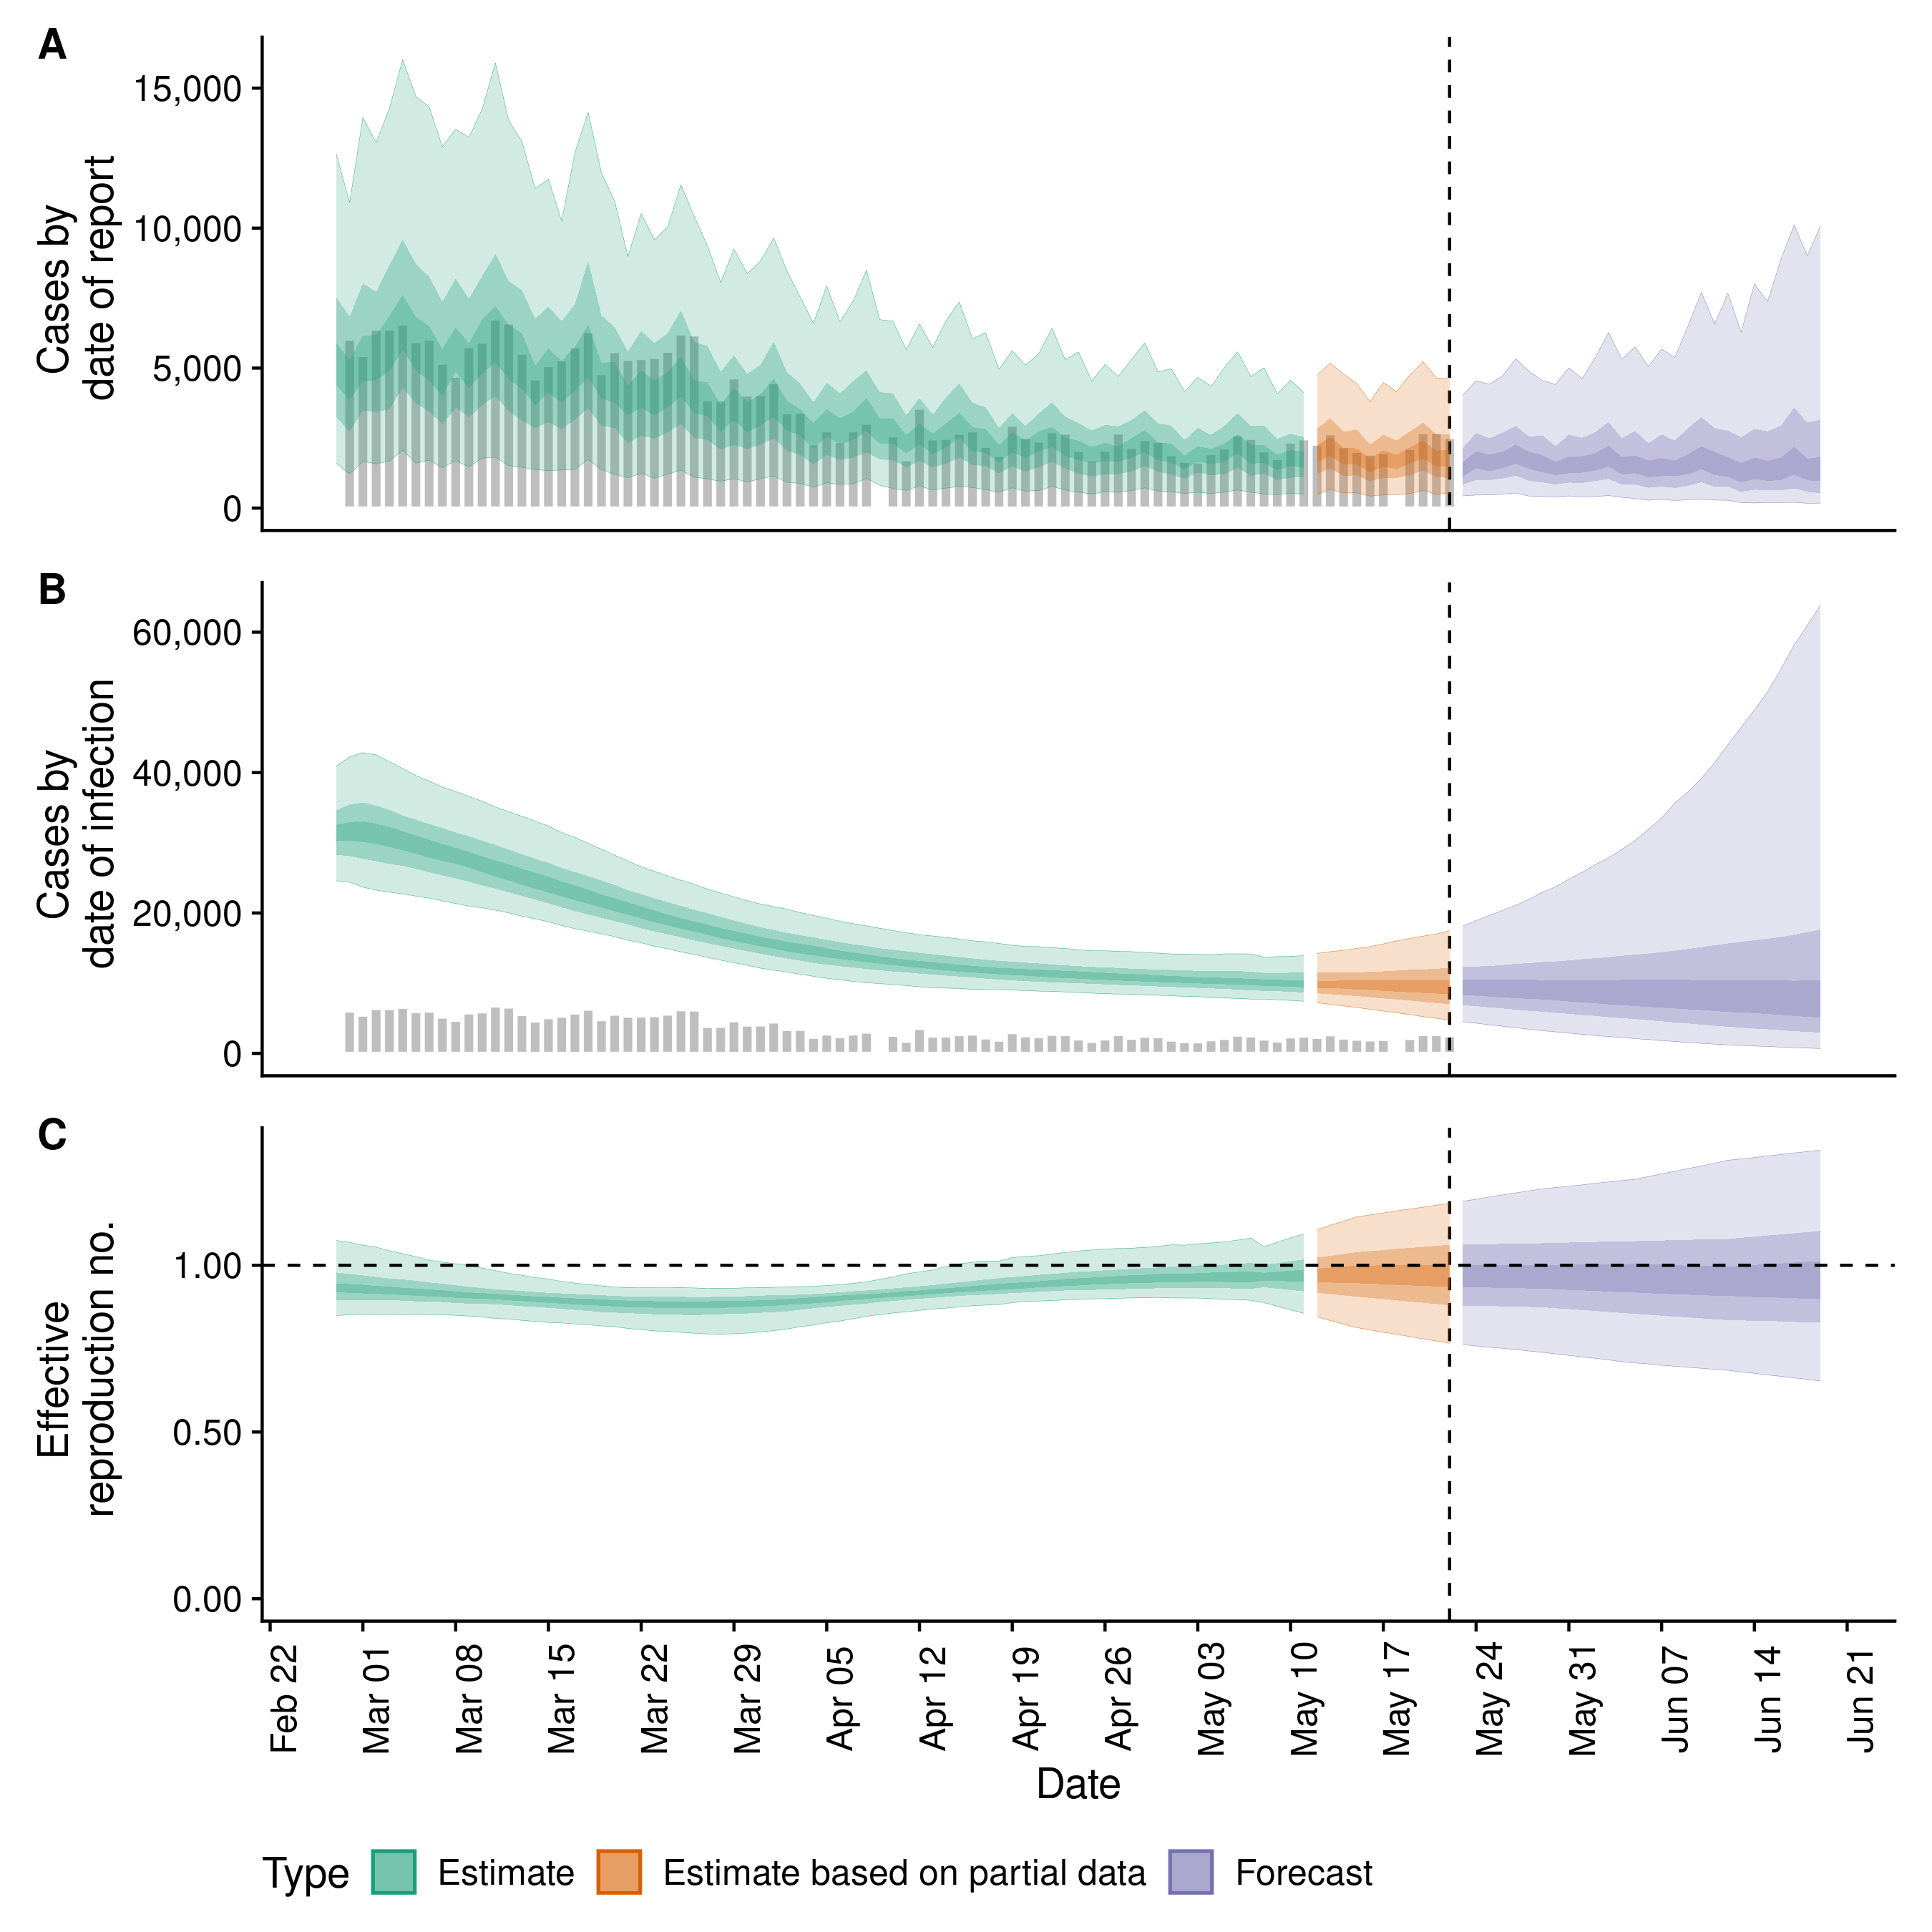 A
Cases by
date of report
15,000
10,000
5,000
0
B
Cases by
date of infection
60,000
40,000
20,000
0
C
Effective
reproduction no.
1.00
0.50
0.00
Feb 22
Mar 01
Mar 08
Mar 15
Mar 22
Mar 29
Apr 05
Apr 12
Apr 19
Apr 26
May 03
May 10
May 17
May 24
May 31
Jun 07
Jun 14
Jun 21
Date
Type Estimate Estimate based on partial data Forecast